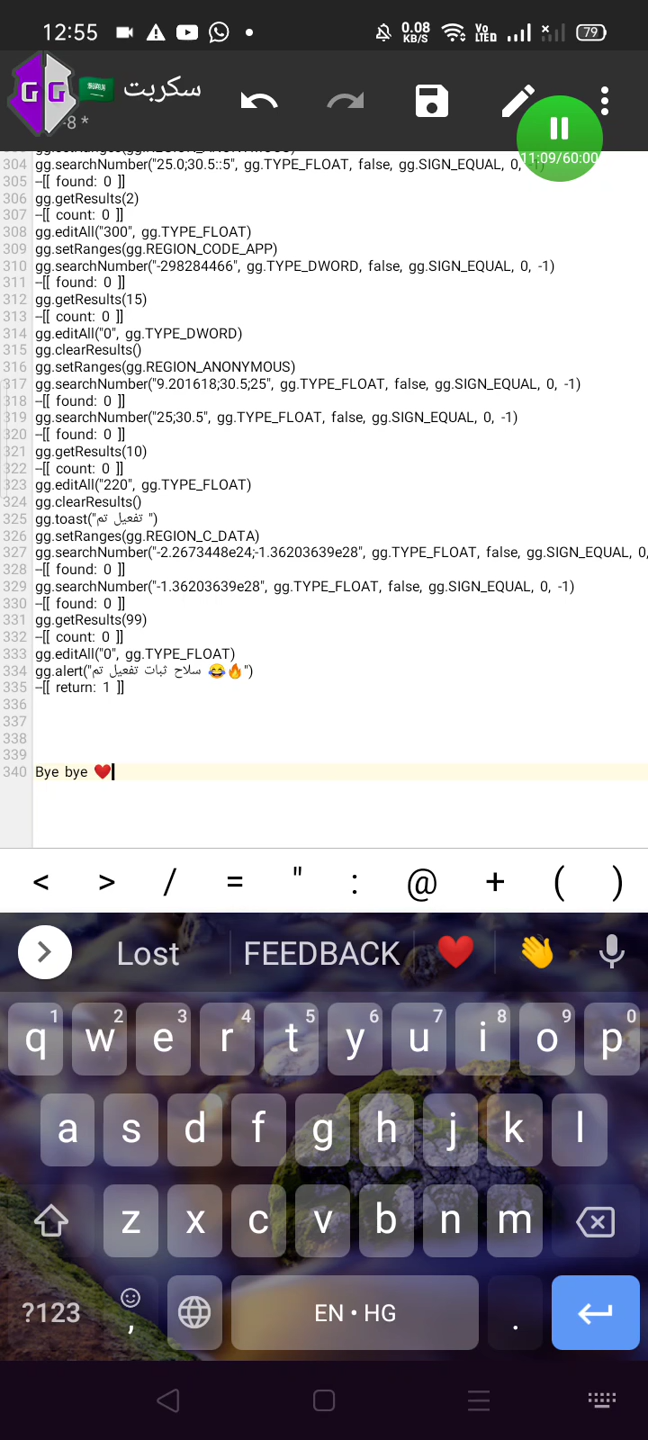 12:55
0.08 KB/S
Vo LTE
79
سكربت
-8 *
11:09/60:00
304 gg.searchNumber("25.0;30.5::5", gg.TYPE_FLOAT, false, gg.SIGN_EQUAL, 0, -1)
305 --[[ found: 0 ]]
306 gg.getResults(2)
307 --[[ count: 0 ]]
308 gg.editAll("300", gg.TYPE_FLOAT)
309 gg.setRanges(gg.REGION_CODE_APP)
310 gg.searchNumber("-298284466", gg.TYPE_DWORD, false, gg.SIGN_EQUAL, 0, -1)
311 --[[ found: 0 ]]
312 gg.getResults(15)
313 --[[ count: 0 ]]
314 gg.editAll("0", gg.TYPE_DWORD)
315 gg.clearResults()
316 gg.setRanges(gg.REGION_ANONYMOUS)
317 gg.searchNumber("9.201618;30.5;25", gg.TYPE_FLOAT, false, gg.SIGN_EQUAL, 0, -1)
318 --[[ found: 0 ]]
319 gg.searchNumber("25;30.5", gg.TYPE_FLOAT, false, gg.SIGN_EQUAL, 0, -1)
320 --[[ found: 0 ]]
321 gg.getResults(10)
322 --[[ count: 0 ]]
323 gg.editAll("220", gg.TYPE_FLOAT)
324 gg.clearResults()
325 gg.toast("تفعيل تم ")
326 gg.setRanges(gg.REGION_C_DATA)
327 gg.searchNumber("-2.2673448e24;-1.36203639e28", gg.TYPE_FLOAT, false, gg.SIGN_EQUAL, 0,
328 --[[ found: 0 ]]
329 gg.searchNumber("-1.36203639e28", gg.TYPE_FLOAT, false, gg.SIGN_EQUAL, 0, -1)
330 --[[ found: 0 ]]
331 gg.getResults(99)
332 --[[ count: 0 ]]
333 gg.editAll("0", gg.TYPE_FLOAT)
334 gg.alert("سلاح ثبات تفعيل تم 😂🔥")
335 --[[ return: 1 ]]
336
337
338
339
340 Bye bye ❤️
< > / = " : @ + ( )
Lost FEEDBACK ❤️ 👋
1 2 3 4 5 6 7 8 9 0
q w e r t y u i o p
a s d f g h j k l
z x c v b n m
?123 , EN • HG .